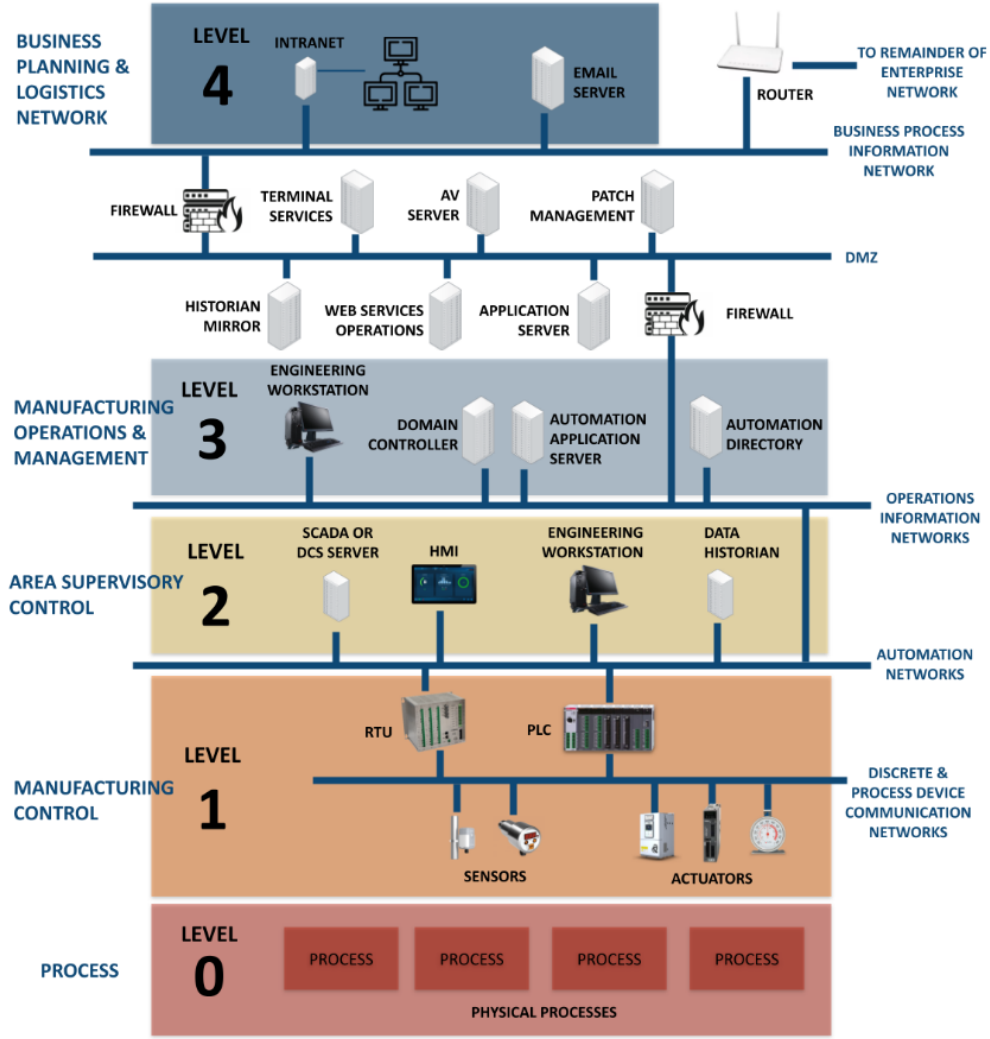 BUSINESS
PLANNING &
LOGISTICS
NETWORK
LEVEL
4
INTRANET
EMAIL
SERVER
ROUTER
TO REMAINDER OF
ENTERPRISE
NETWORK
BUSINESS PROCESS
INFORMATION
NETWORK
FIREWALL
TERMINAL
SERVICES
AV
SERVER
PATCH
MANAGEMENT
DMZ
HISTORIAN
MIRROR
WEB SERVICES
OPERATIONS
APPLICATION
SERVER
FIREWALL
MANUFACTURING
OPERATIONS &
MANAGEMENT
LEVEL
3
ENGINEERING
WORKSTATION
DOMAIN
CONTROLLER
AUTOMATION
APPLICATION
SERVER
AUTOMATION
DIRECTORY
OPERATIONS
INFORMATION
NETWORKS
AREA SUPERVISORY
CONTROL
LEVEL
2
SCADA OR
DCS SERVER
HMI
ENGINEERING
WORKSTATION
DATA
HISTORIAN
AUTOMATION
NETWORKS
MANUFACTURING
CONTROL
LEVEL
1
RTU
PLC
DISCRETE &
PROCESS DEVICE
COMMUNICATION
NETWORKS
SENSORS
ACTUATORS
PROCESS
LEVEL
0
PROCESS
PROCESS
PROCESS
PROCESS
PHYSICAL PROCESSES